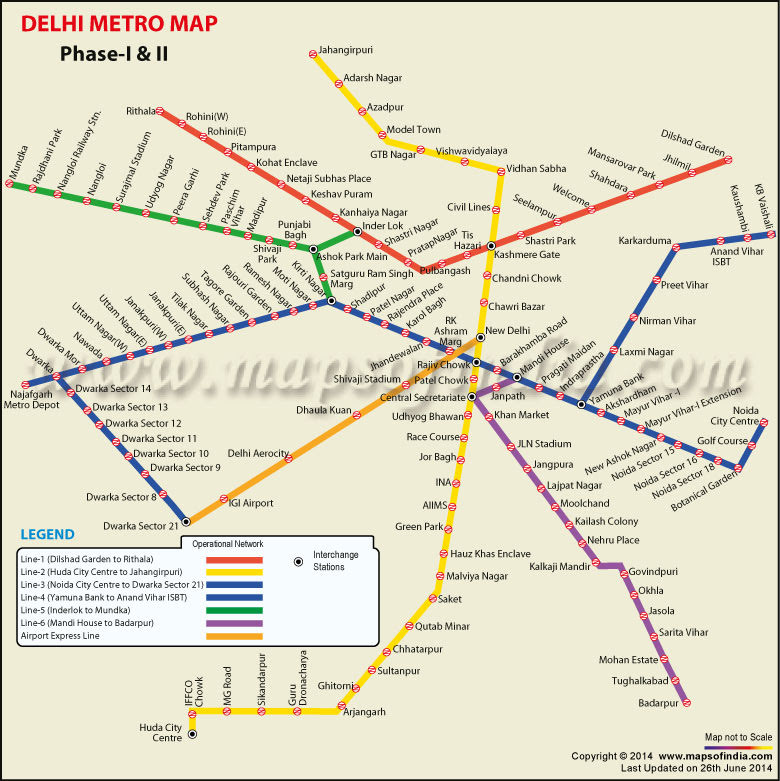 DELHI METRO MAP
Phase-I & II
Jahangirpuri
Adarsh Nagar
Azadpur
Model Town
GTB Nagar
Vishwavidyalaya
Vidhan Sabha
Civil Lines
Rithala
Rohini(W)
Rohini(E)
Pitampura
Kohat Enclave
Netaji Subhas Place
Keshav Puram
Kanhaiya Nagar
Inder Lok
Shastri Nagar
PratapNagar
Pulbangash
Tis
Hazari
Kashmere Gate
Shastri Park
Seelampur
Welcome
Shahdara
Mansarovar Park
Jhilmil
Dilshad Garden
Mundka
Rajdhani Park
Nangloi Railway Stn.
Nangloi
Surajmal Stadium
Udyog Nagar
Peera Garhi
Sehdev Park
Paschim
Vihar
Madipur
Shivaji
Park
Punjabi
Bagh
Ashok Park Main
Satguru Ram Singh
Marg
Kirti Nagar
Moti Nagar
Ramesh Nagar
Rajouri Garden
Tagore Garden
Subhash Nagar
Tilak Nagar
Janakpuri(E)
Janakpuri(W)
Uttam Nagar(E)
Uttam Nagar(W)
Nawada
Dwarka Mor
Dwarka
Najafgarh
Metro Depot
Dwarka Sector 14
Dwarka Sector 13
Dwarka Sector 12
Dwarka Sector 11
Dwarka Sector 10
Dwarka Sector 9
Dwarka Sector 8
Dwarka Sector 21
IGI Airport
Delhi Aerocity
Dhaula Kuan
Shivaji Stadium
Shadipur
Patel Nagar
Rajendra Place
Karol Bagh
Jhandewalan
RK
Ashram
Marg
Rajiv Chowk
Chandni Chowk
Chawri Bazar
New Delhi
Barakhamba Road
Mandi House
Pragati Maidan
Indraprastha
Yamuna Bank
Laxmi Nagar
Nirman Vihar
Preet Vihar
Karkarduma
Anand Vihar
ISBT
Kaushambi
KB Vaishali
Akshardham
Mayur Vihar-I
Mayur Vihar-I Extension
New Ashok Nagar
Noida Sector 15
Noida Sector 16
Noida Sector 18
Botanical Garden
Golf Course
Noida
City Centre
Patel Chowk
Central Secretariate
Janpath
Khan Market
Udhyog Bhawan
Race Course
Jor Bagh
INA
AIIMS
Green Park
Hauz Khas Enclave
Malviya Nagar
Saket
Qutab Minar
Chhatarpur
Sultanpur
Ghitorni
Arjangarh
Guru
Dronacharya
Sikandarpur
MG Road
IFFCO
Chowk
Huda City
Centre
JLN Stadium
Jangpura
Lajpat Nagar
Moolchand
Kailash Colony
Nehru Place
Kalkaji Mandir
Govindpuri
Okhla
Jasola
Sarita Vihar
Mohan Estate
Tughalkabad
Badarpur
www.mapsofindia.com
LEGEND
Operational Network
Line-1 (Dilshad Garden to Rithala)
Line-2 (Huda City Centre to Jahangirpuri)
Line-3 (Noida City Centre to Dwarka Sector 21)
Line-4 (Yamuna Bank to Anand Vihar ISBT)
Line-5 (Inderlok to Mundka)
Line-6 (Mandi House to Badarpur)
Airport Express Line
Interchange
Stations
Map not to Scale
Copyright © 2014 www.mapsofindia.com
Last Updated on 26th June 2014